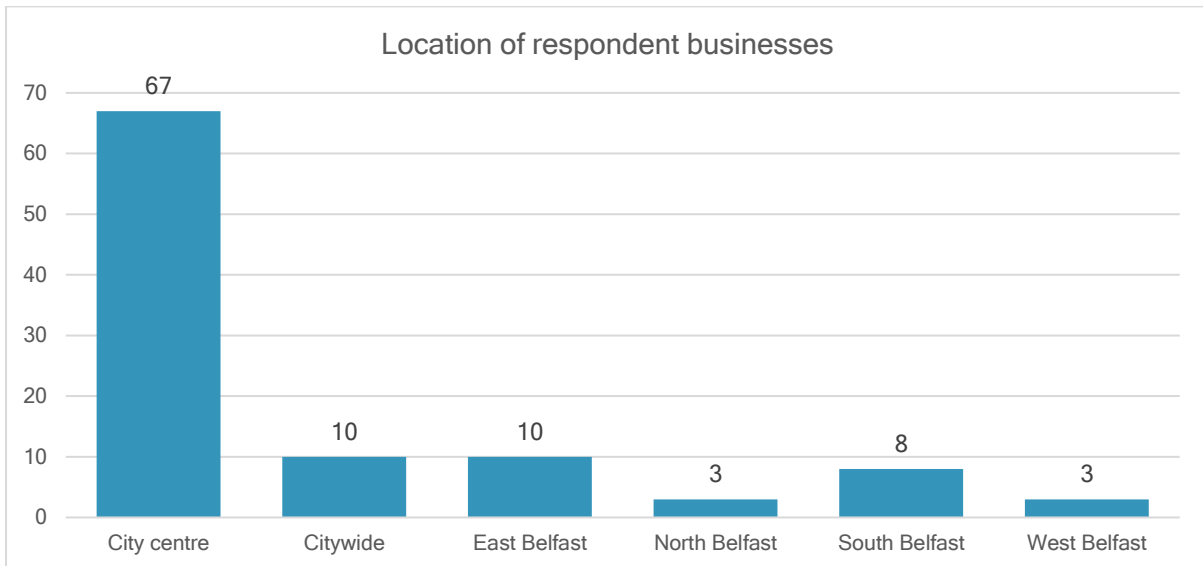 Location of respondent businesses
70
60
50
40
30
20
10
0
67
10
10
3
8
3
City centre
Citywide
East Belfast
North Belfast
South Belfast
West Belfast